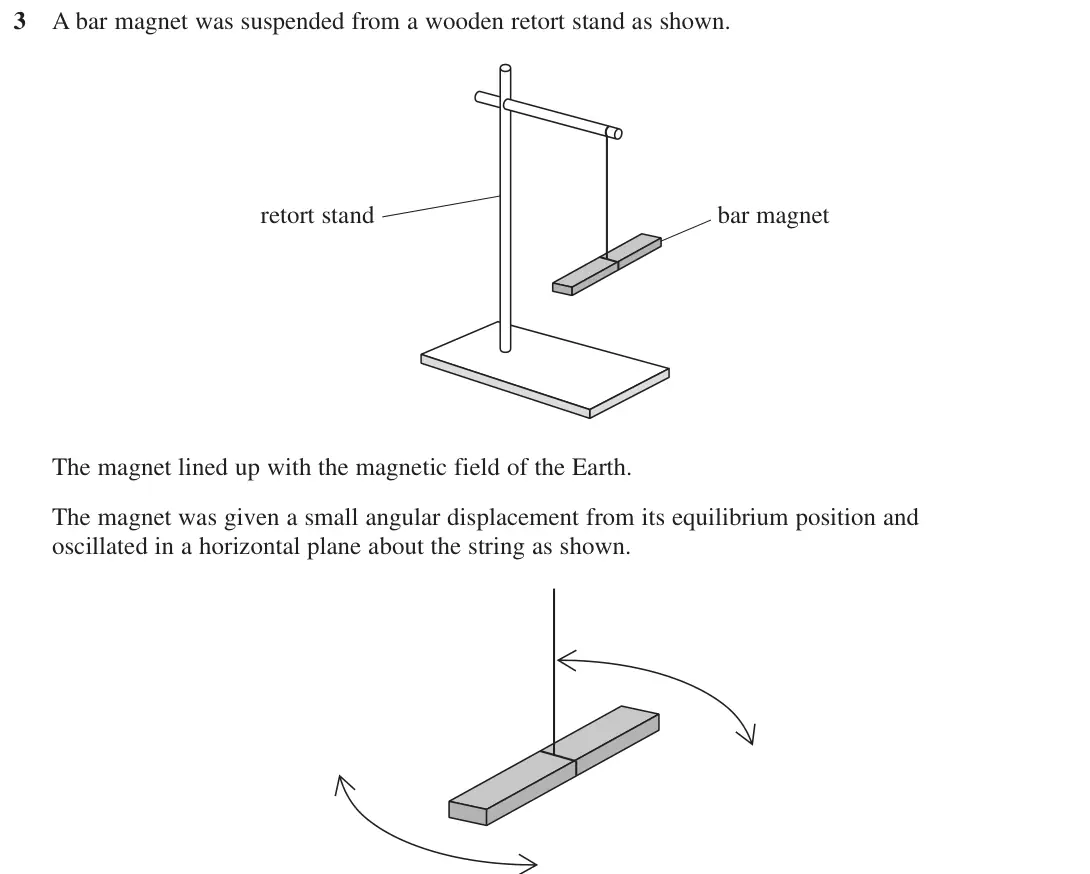 3 A bar magnet was suspended from a wooden retort stand as shown.
retort stand
bar magnet
The magnet lined up with the magnetic field of the Earth.
The magnet was given a small angular displacement from its equilibrium position and
oscillated in a horizontal plane about the string as shown.